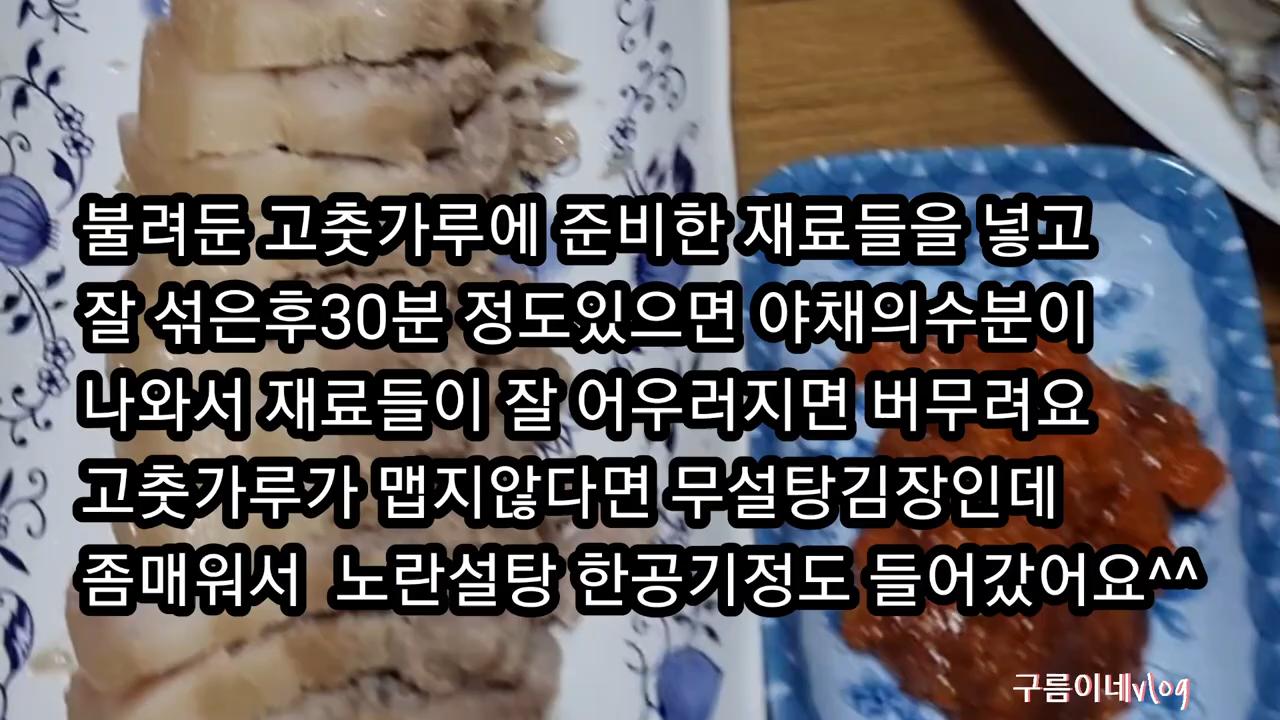 불려둔 고춧가루에 준비한 재료들을 넣고
잘 섞은후30분 정도있으면 야채의수분이
나와서 재료들이 잘 어우러지면 버무려요
고춧가루가 맵지않다면 무설탕김장인데
좀매워서 노란설탕 한공기정도 들어갔어요^^
구름이네vlog